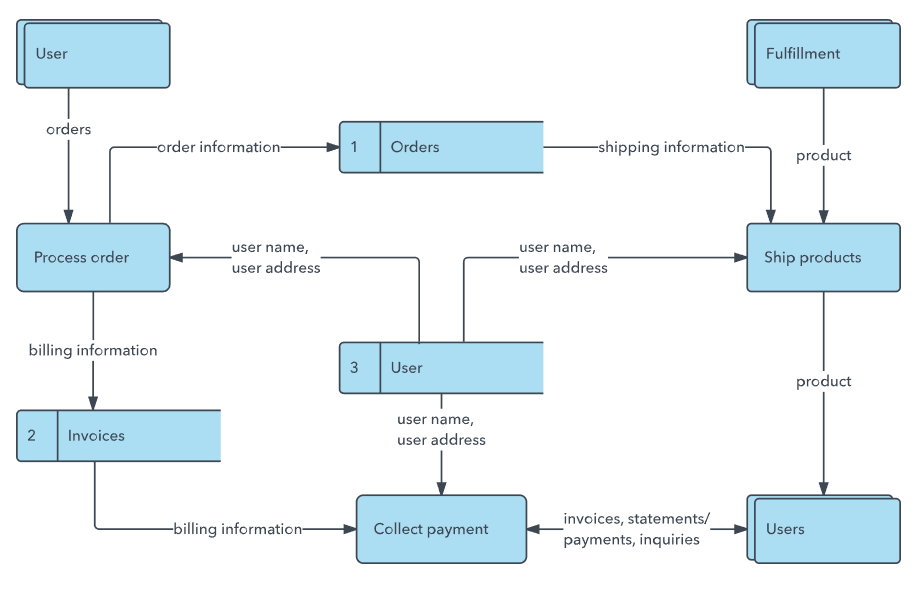 User
Fulfillment
orders
order information
1
Orders
shipping information
product
Process order
user name,
user address
user name,
user address
Ship products
billing information
3
User
product
user name,
user address
2
Invoices
billing information
Collect payment
invoices, statements/
payments, inquiries
Users